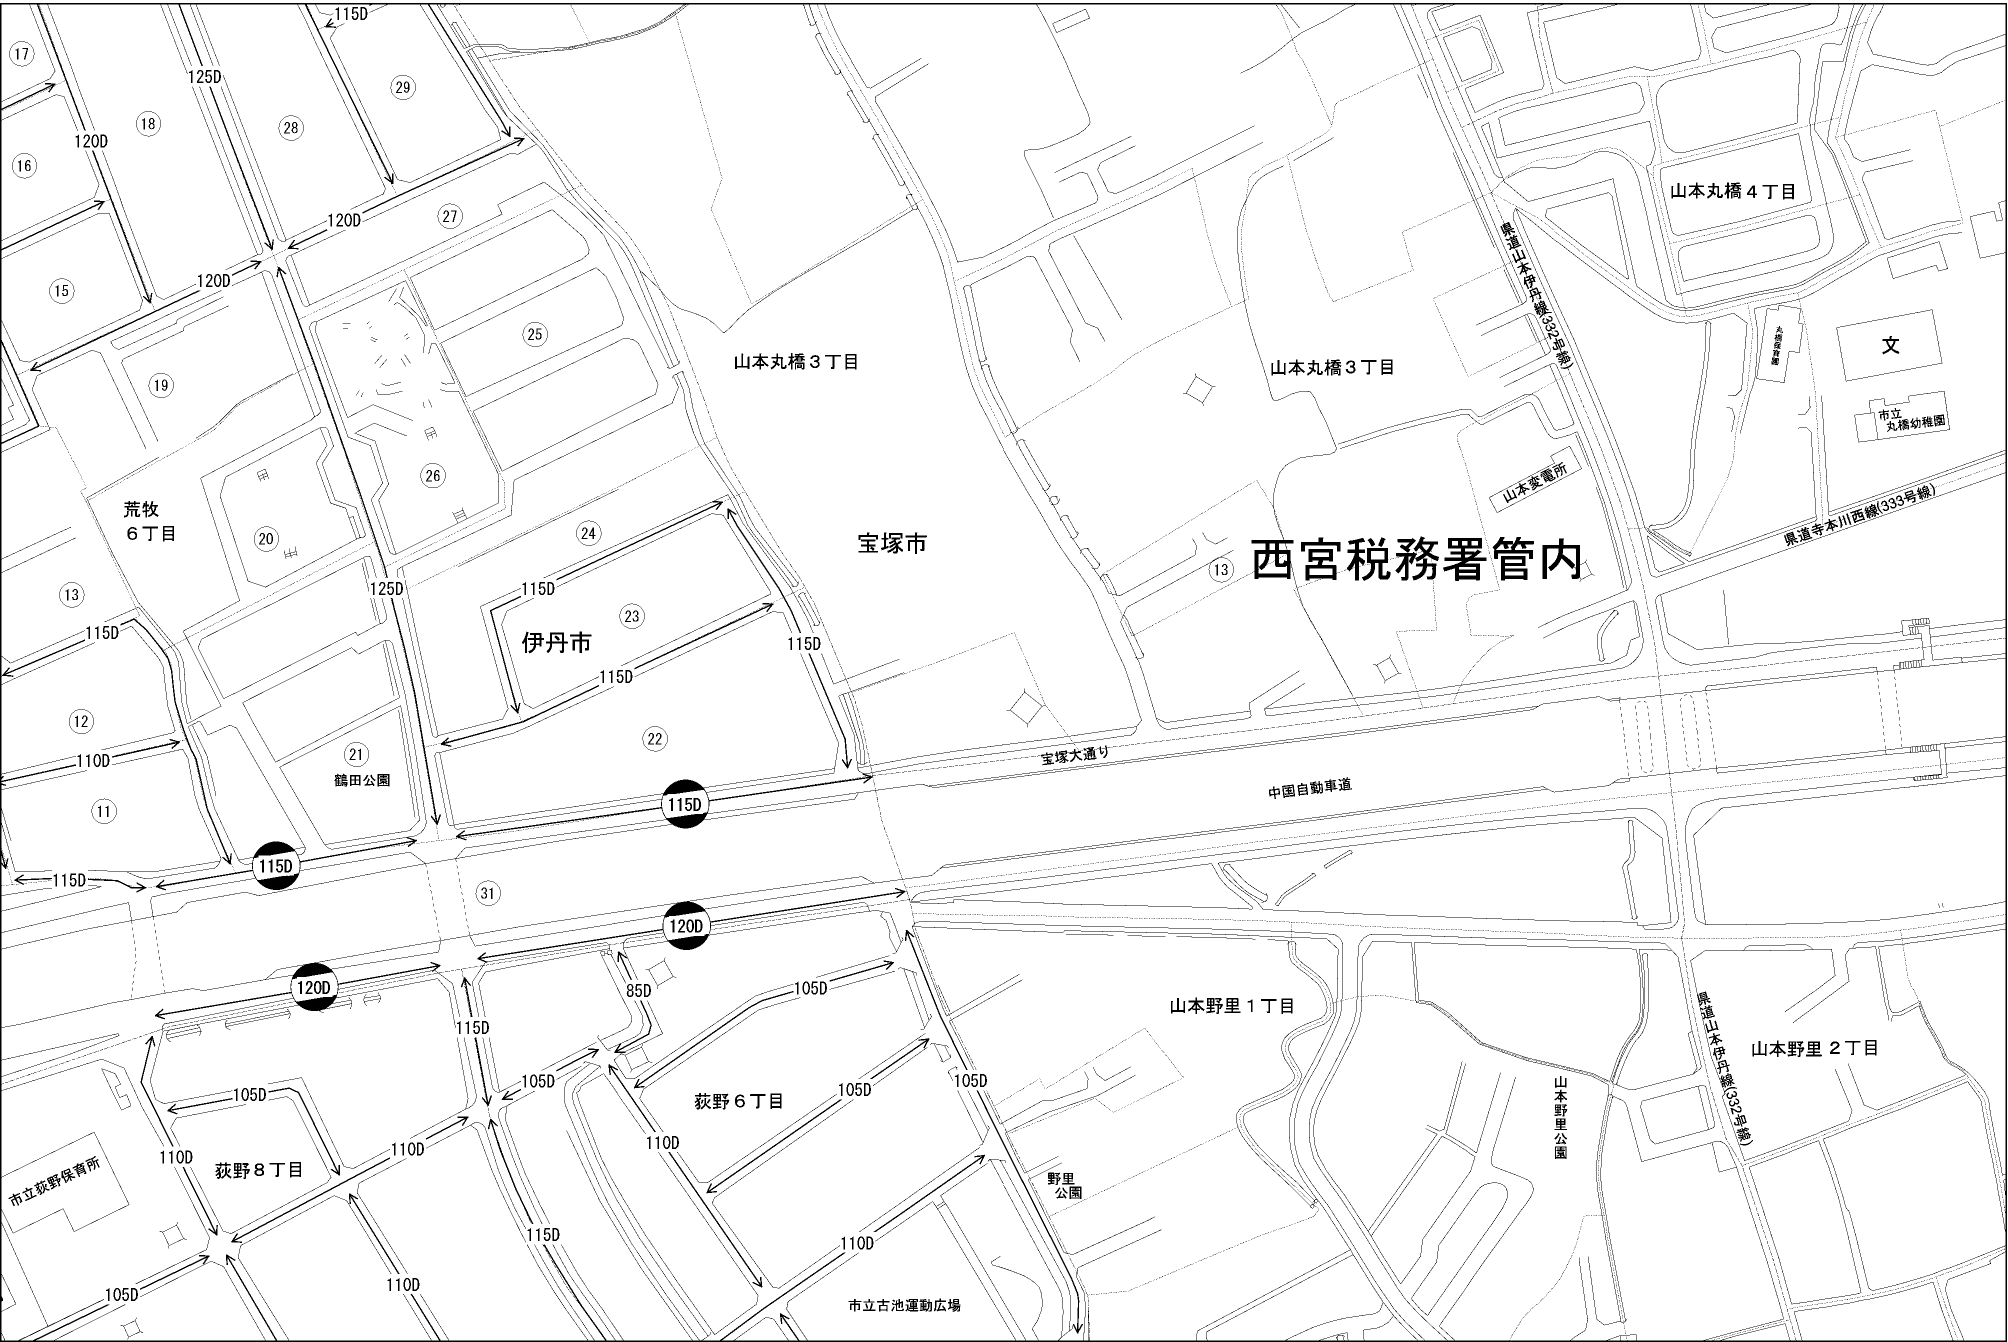 115D
17
125D
29
18
28
120D
16
山本丸橋４丁目
120D
27
県道山本伊丹線(332号線)
120D
15
25
丸橋保育園
文
山本丸橋３丁目
山本丸橋３丁目
19
市立
丸橋幼稚園
26
山本変電所
荒牧
６丁目
県道寺本川西線(333号線)
24
20
宝塚市
西宮税務署管内
13
125D
115D
13
23
115D
伊丹市
115D
115D
12
22
110D
21
宝塚大通り
鶴田公園
中国自動車道
115D
11
115D
115D
31
120D
120D
85D
105D
山本野里１丁目
県道山本伊丹線(332号線)
115D
山本野里２丁目
105D
105D
105D
105D
荻野６丁目
山本野里公園
110D
110D
110D
荻野８丁目
市立荻野保育所
野里
公園
115D
110D
110D
105D
市立古池運動広場